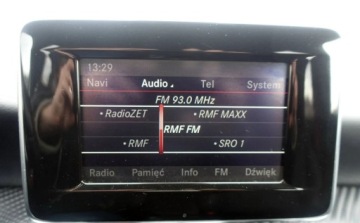 13:29
Navi Audio Tel System
FM 93.0 MHz
• RadioZET • RMF MAXX
RMF FM
• RMF • SRO 1
Radio Pamięć Info FM Dźwięk